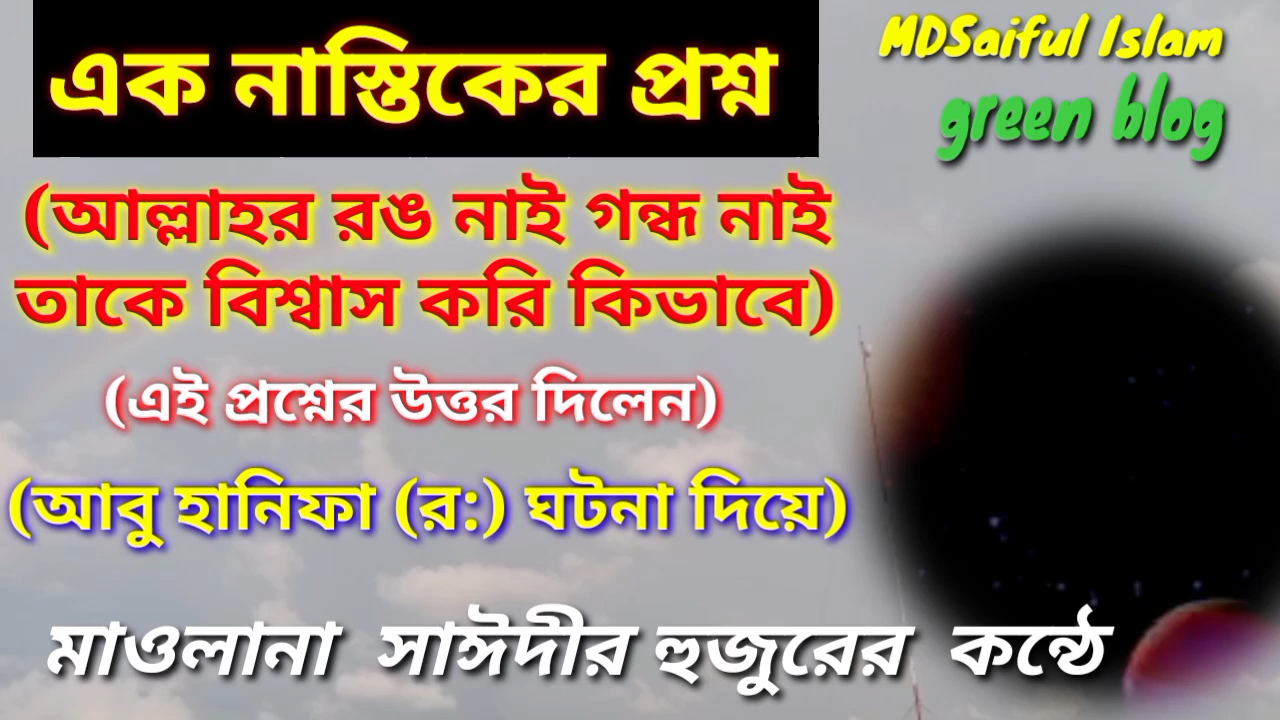 এক নাস্তিকের প্রশ্ন
MDSaiful Islam
green blog
(আল্লাহর রঙ নাই গন্ধ নাই
তাকে বিশ্বাস করি কিভাবে)
(এই প্রশ্নের উত্তর দিলেন)
(আবু হানিফা (র:) ঘটনা দিয়ে)
মাওলানা সাঈদীর হুজুরের কন্ঠে